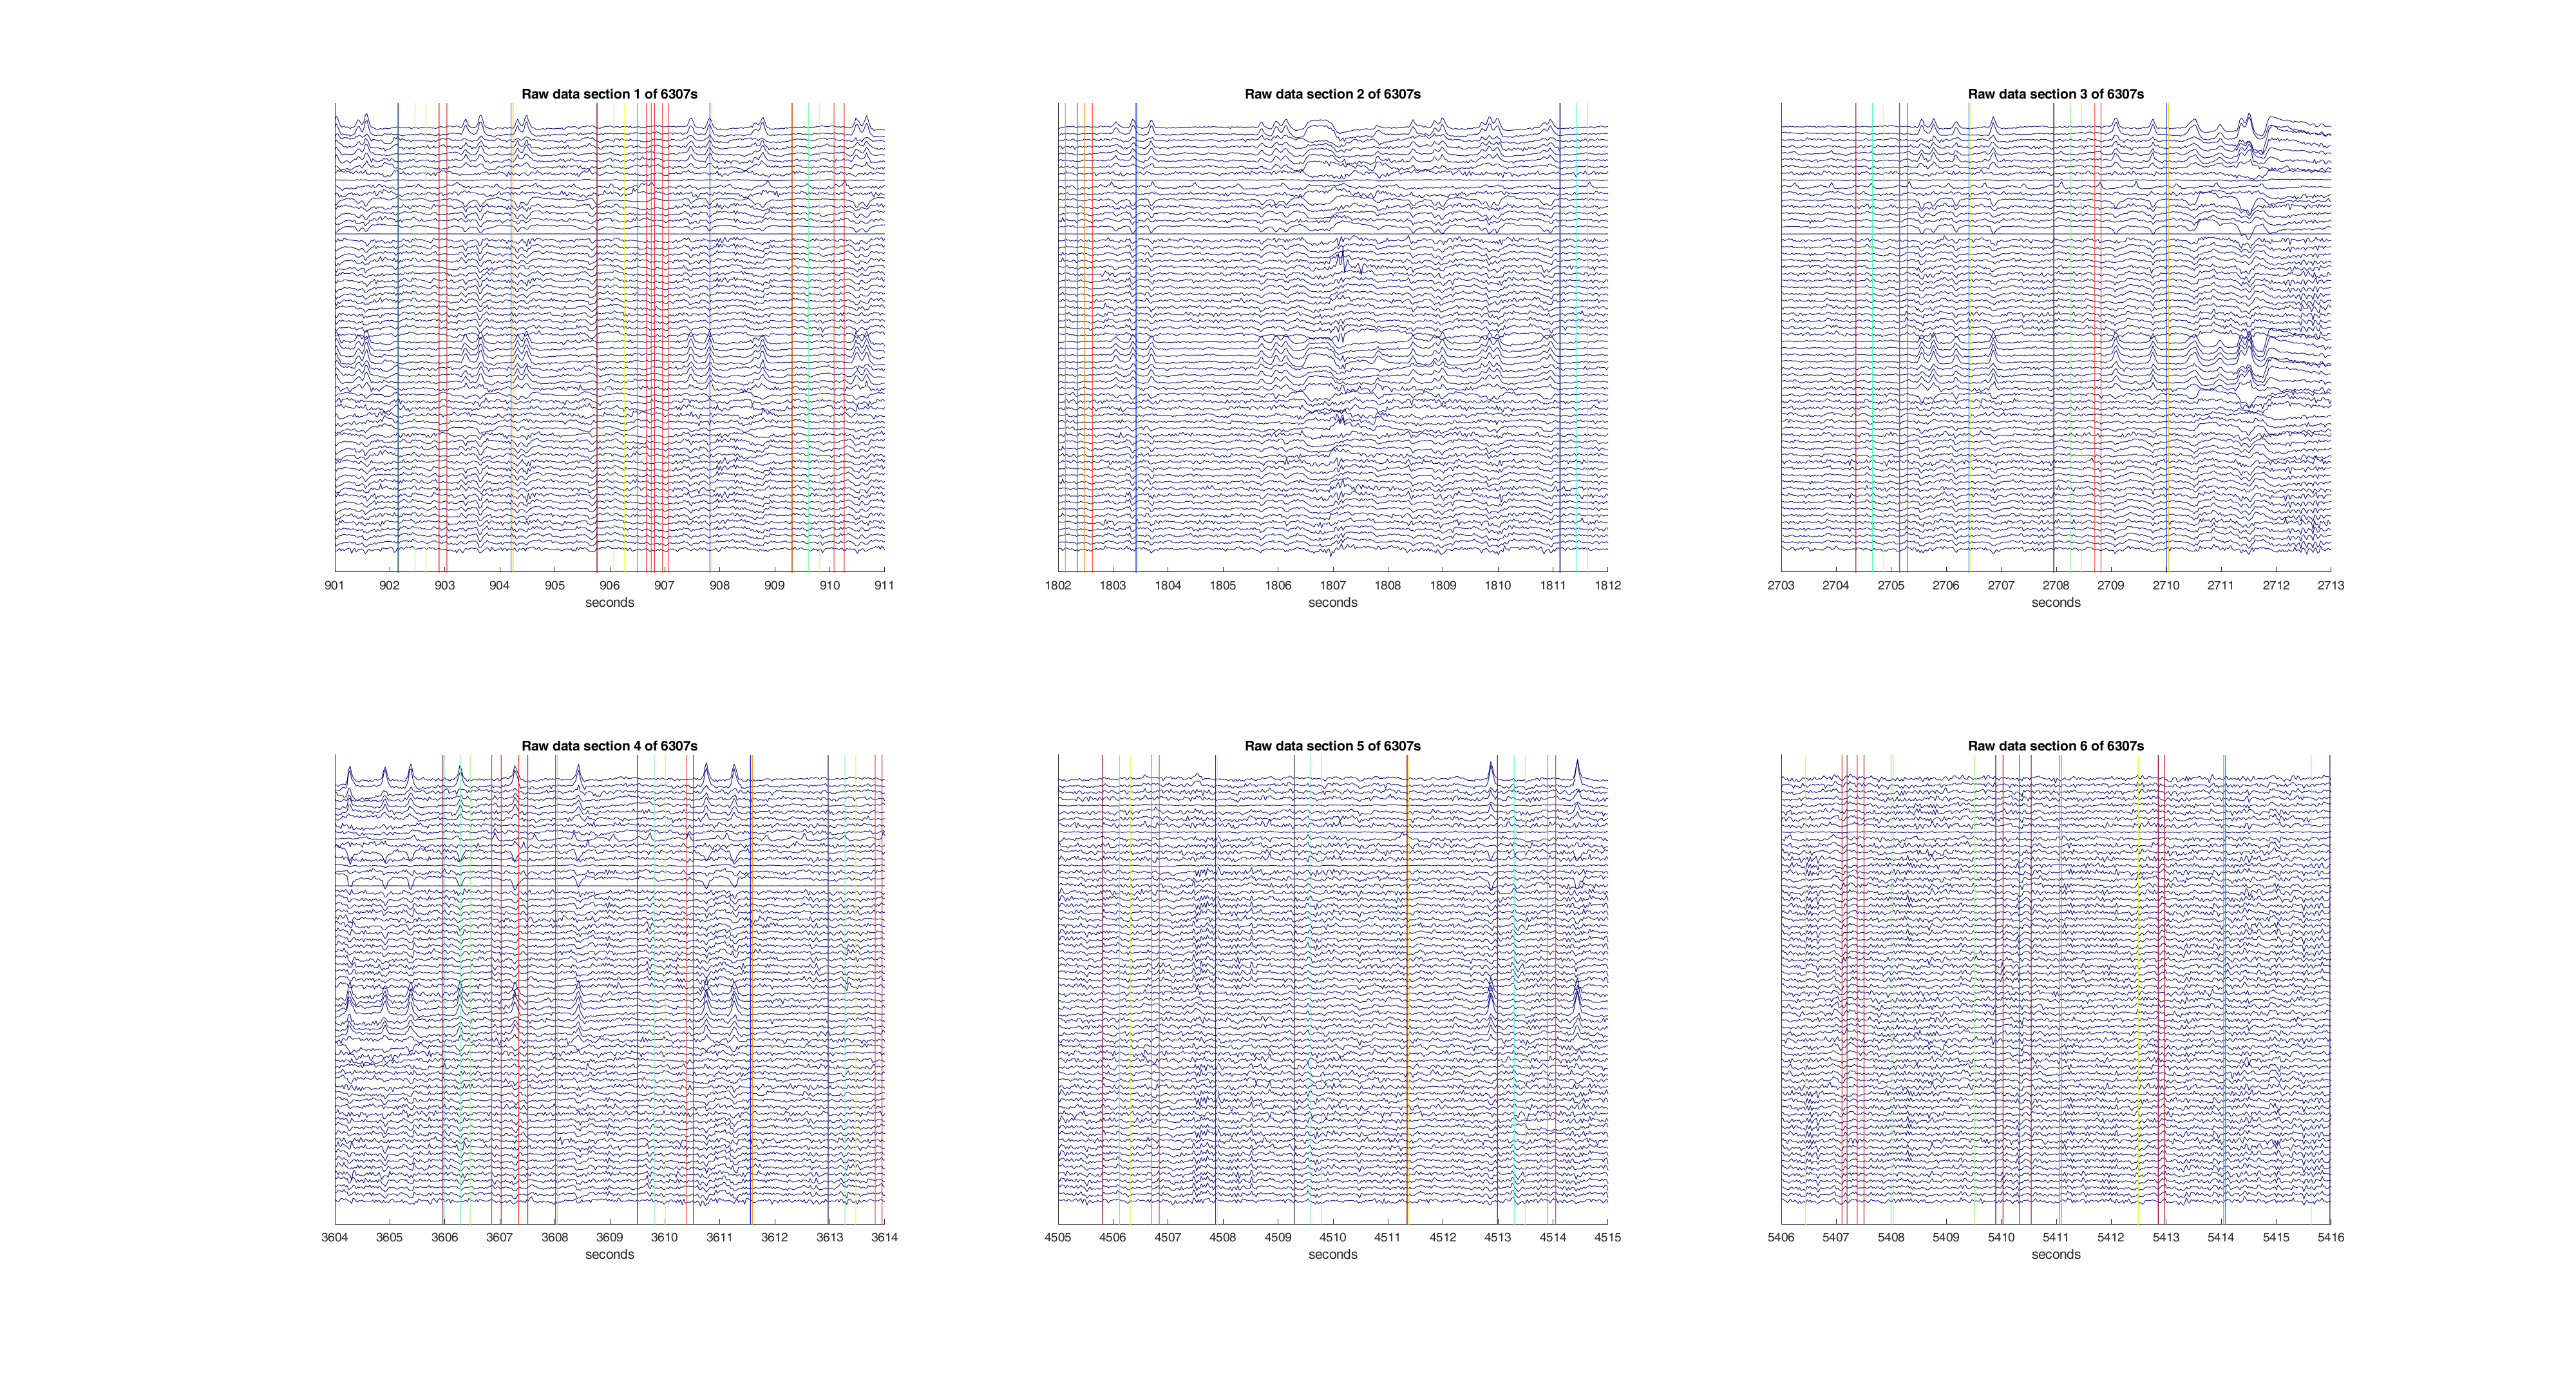 Raw data section 1 of 6307s
901 902 903 904 905 906 907 908 909 910 911
seconds
Raw data section 2 of 6307s
1802 1803 1804 1805 1806 1807 1808 1809 1810 1811 1812
seconds
Raw data section 3 of 6307s
2703 2704 2705 2706 2707 2708 2709 2710 2711 2712 2713
seconds
Raw data section 4 of 6307s
3604 3605 3606 3607 3608 3609 3610 3611 3612 3613 3614
seconds
Raw data section 5 of 6307s
4505 4506 4507 4508 4509 4510 4511 4512 4513 4514 4515
seconds
Raw data section 6 of 6307s
5406 5407 5408 5409 5410 5411 5412 5413 5414 5415 5416
seconds